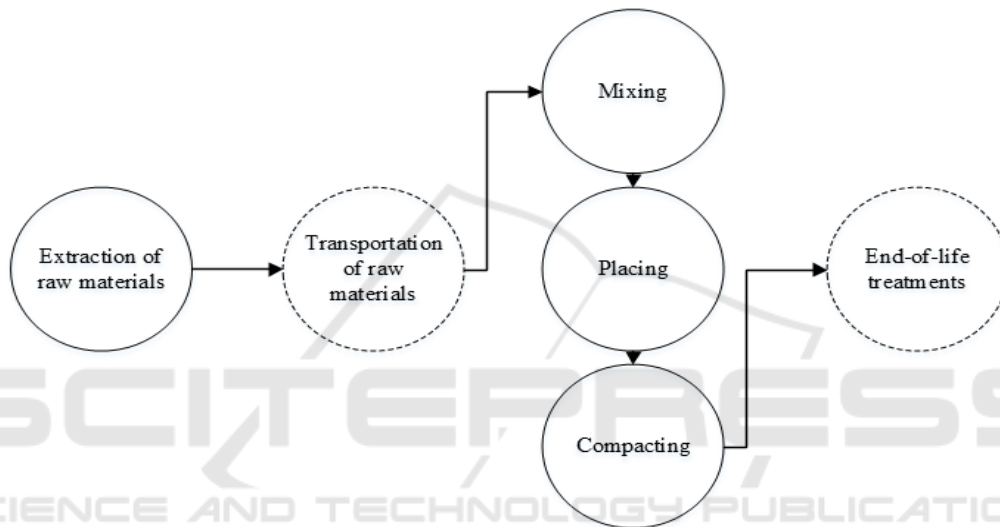 Mixing
Extraction of
raw materials
Transportation
of raw
materials
Placing
End-of-life
treatments
Compacting
SCITEPRESS
SCIENCE AND TECHNOLOGY PUBLICATIO